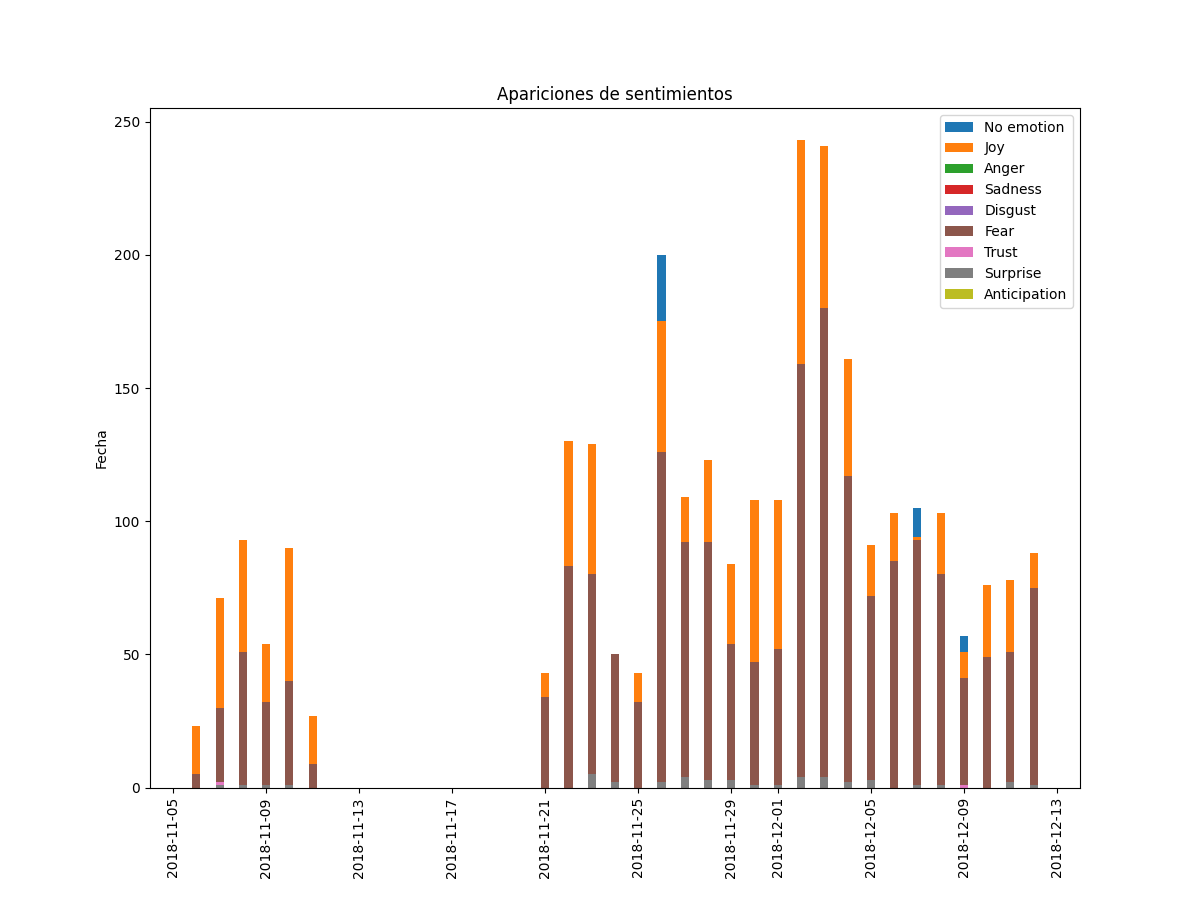 Apariciones de sentimientos
250
200
150
100
50
0
Fecha
No emotion
Joy
Anger
Sadness
Disgust
Fear
Trust
Surprise
Anticipation
2018-11-05
2018-11-09
2018-11-13
2018-11-17
2018-11-21
2018-11-25
2018-11-29
2018-12-01
2018-12-05
2018-12-09
2018-12-13